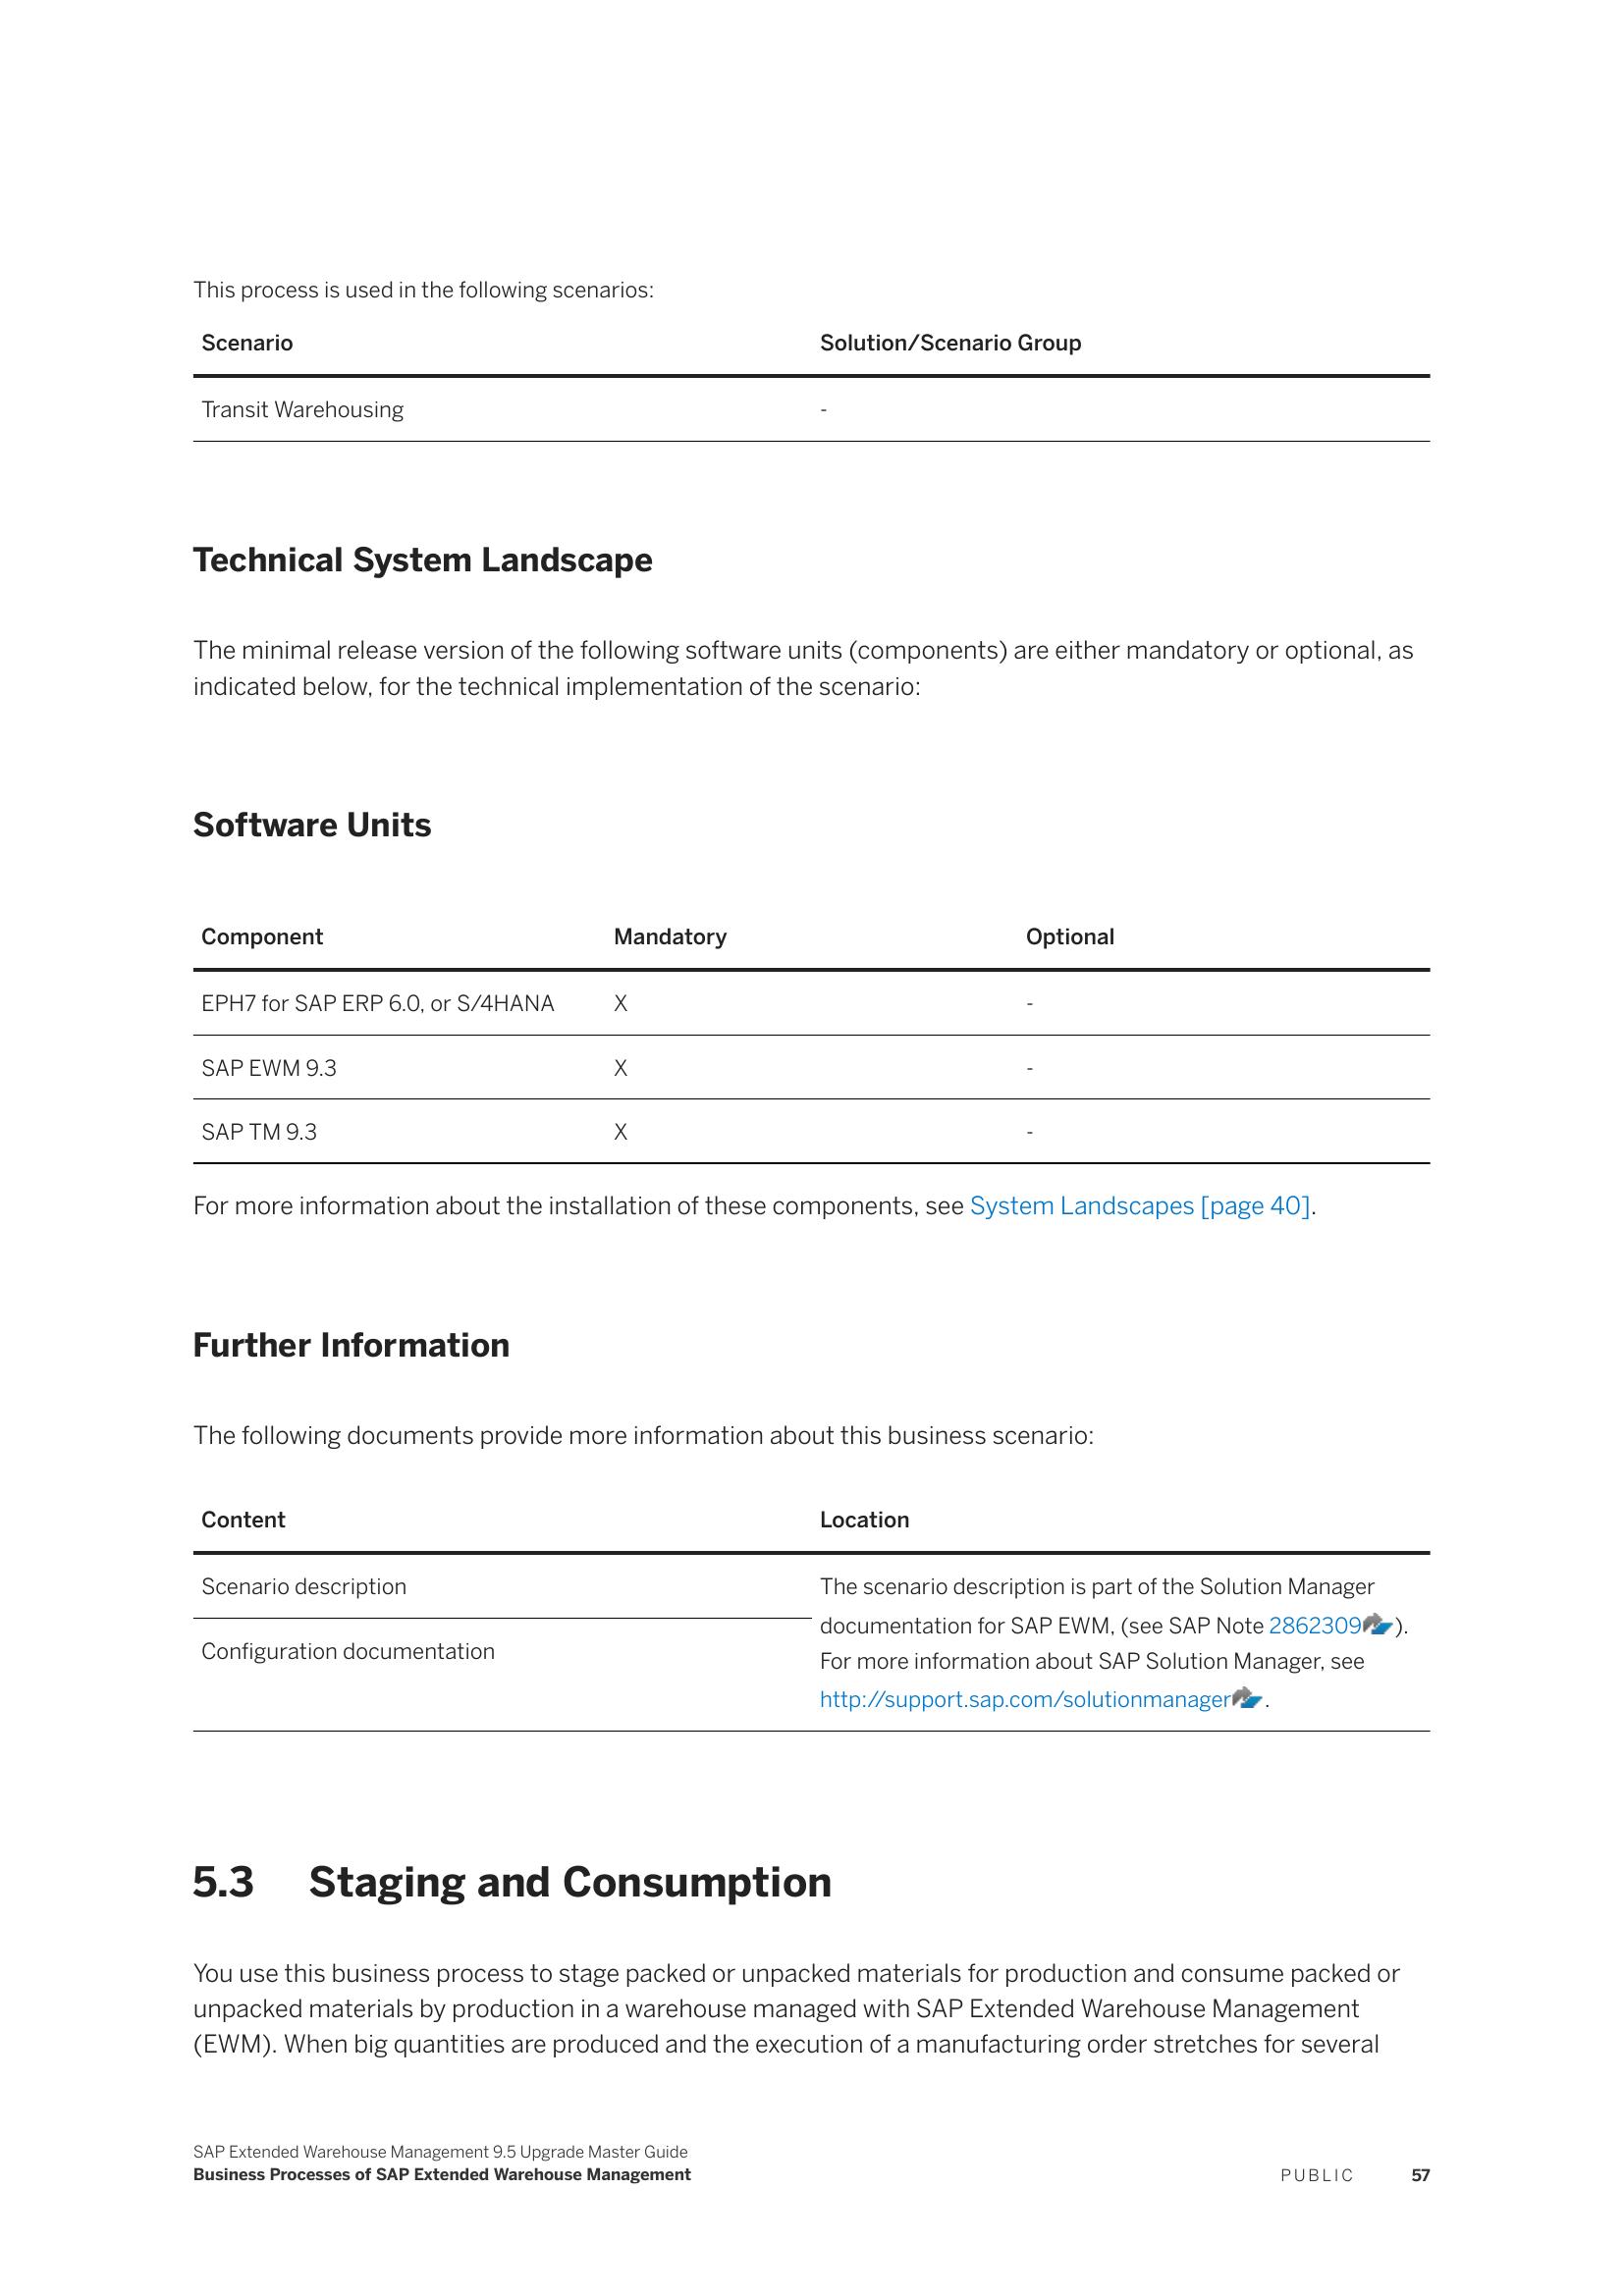 This process is used in the following scenarios:
Scenario Solution/Scenario Group
Transit Warehousing -
Technical System Landscape
The minimal release version of the following software units (components) are either mandatory or optional, as
indicated below, for the technical implementation of the scenario:
Software Units
Component Mandatory Optional
EPH7 for SAP ERP 6.0, or S/4HANA X -
SAP EWM 9.3 X -
SAP TM 9.3 X -
For more information about the installation of these components, see System Landscapes [page 40].
Further Information
The following documents provide more information about this business scenario:
Content Location
Scenario description
Configuration documentation
The scenario description is part of the Solution Manager
documentation for SAP EWM, (see SAP Note 2862309).
For more information about SAP Solution Manager, see
http://support.sap.com/solutionmanager.
5.3 Staging and Consumption
You use this business process to stage packed or unpacked materials for production and consume packed or
unpacked materials by production in a warehouse managed with SAP Extended Warehouse Management
(EWM). When big quantities are produced and the execution of a manufacturing order stretches for several
SAP Extended Warehouse Management 9.5 Upgrade Master Guide
Business Processes of SAP Extended Warehouse Management PUBLIC 57